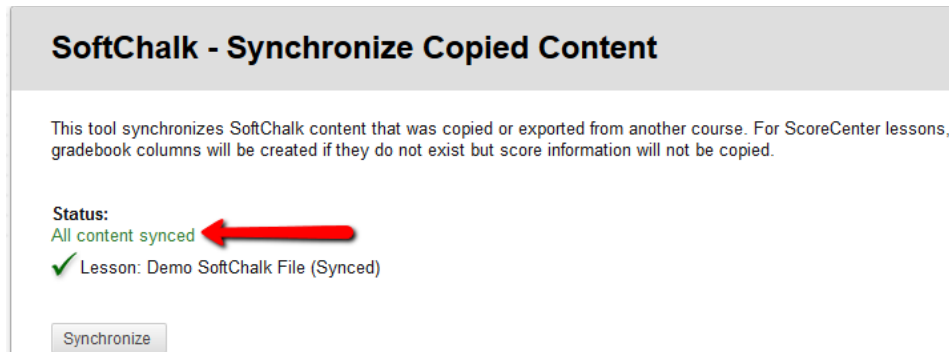 SoftChalk - Synchronize Copied Content
This tool synchronizes SoftChalk content that was copied or exported from another course. For ScoreCenter lessons,
gradebook columns will be created if they do not exist but score information will not be copied.
Status:
All content synced
Lesson: Demo SoftChalk File (Synced)
Synchronize